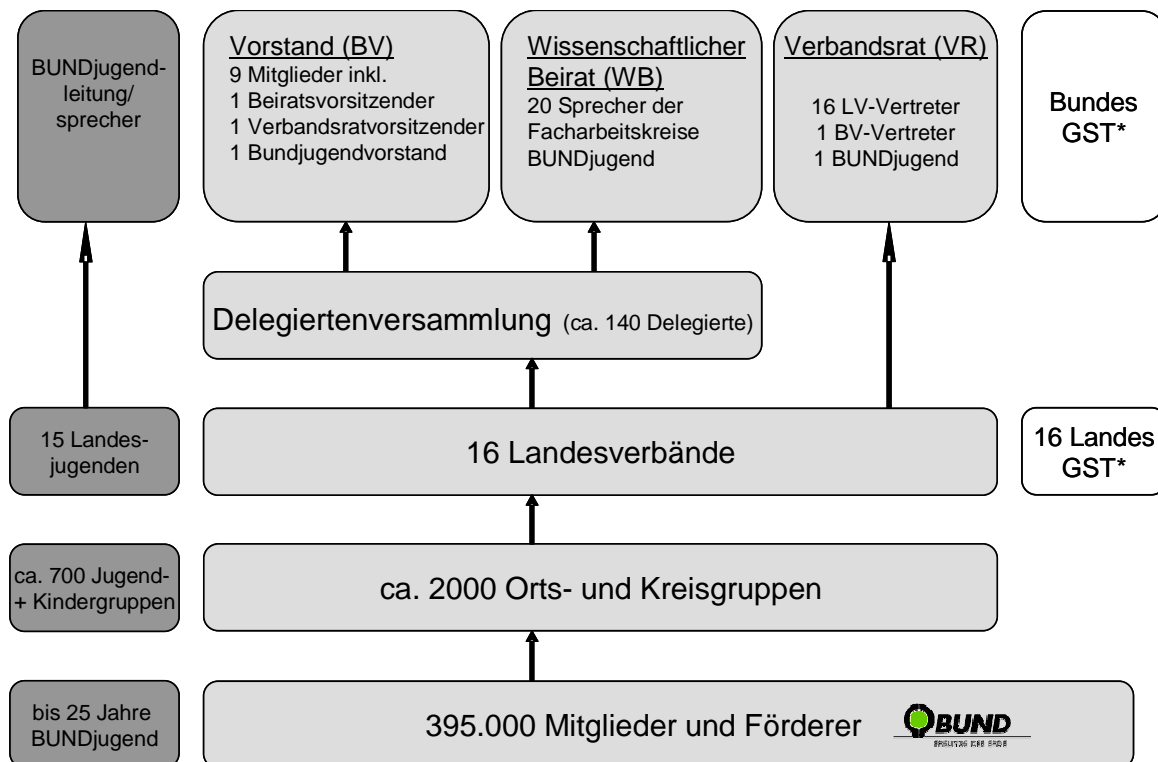 BUNDjugend-
leitung/
sprecher
Vorstand (BV)
9 Mitglieder inkl.
1 Beiratsvorsitzender
1 Verbandsratvorsitzender
1 Bundjugendvorstand
Wissenschaftlicher
Beirat (WB)
20 Sprecher der
Facharbeitskreise
BUNDjugend
Verbandsrat (VR)
16 LV-Vertreter
1 BV-Vertreter
1 BUNDjugend
Bundes
GST*
Delegiertenversammlung (ca. 140 Delegierte)
15 Landes-
jugenden
16 Landesverbände
16 Landes
GST*
ca. 700 Jugend-
+ Kindergruppen
ca. 2000 Orts- und Kreisgruppen
bis 25 Jahre
BUNDjugend
395.000 Mitglieder und Förderer
BUND